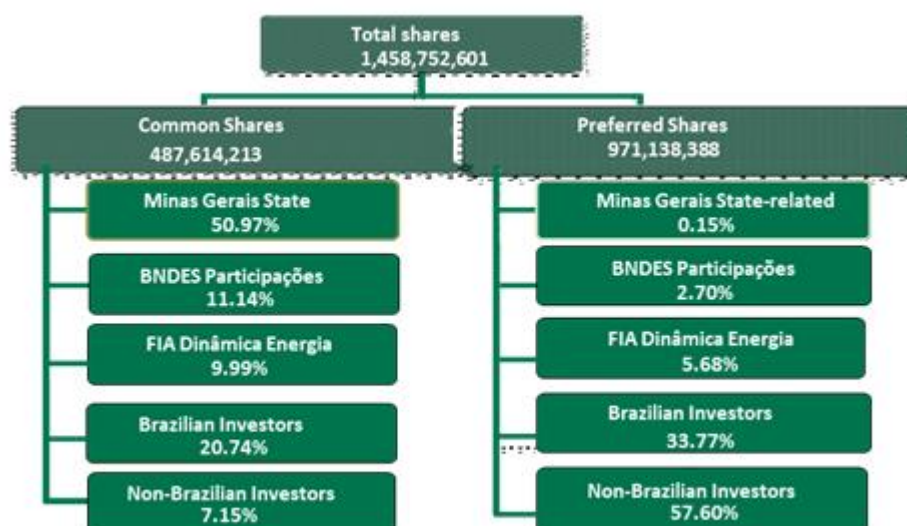 Total shares
1,458,752,601
Common Shares
487,614,213
Minas Gerais State
50.97%
BNDES Participações
11.14%
FIA Dinâmica Energia
9.99%
Brazilian Investors
20.74%
Non-Brazilian Investors
7.15%
Preferred Shares
971,138,388
Minas Gerais State-related
0.15%
BNDES Participações
2.70%
FIA Dinâmica Energia
5.68%
Brazilian Investors
33.77%
Non-Brazilian Investors
57.60%